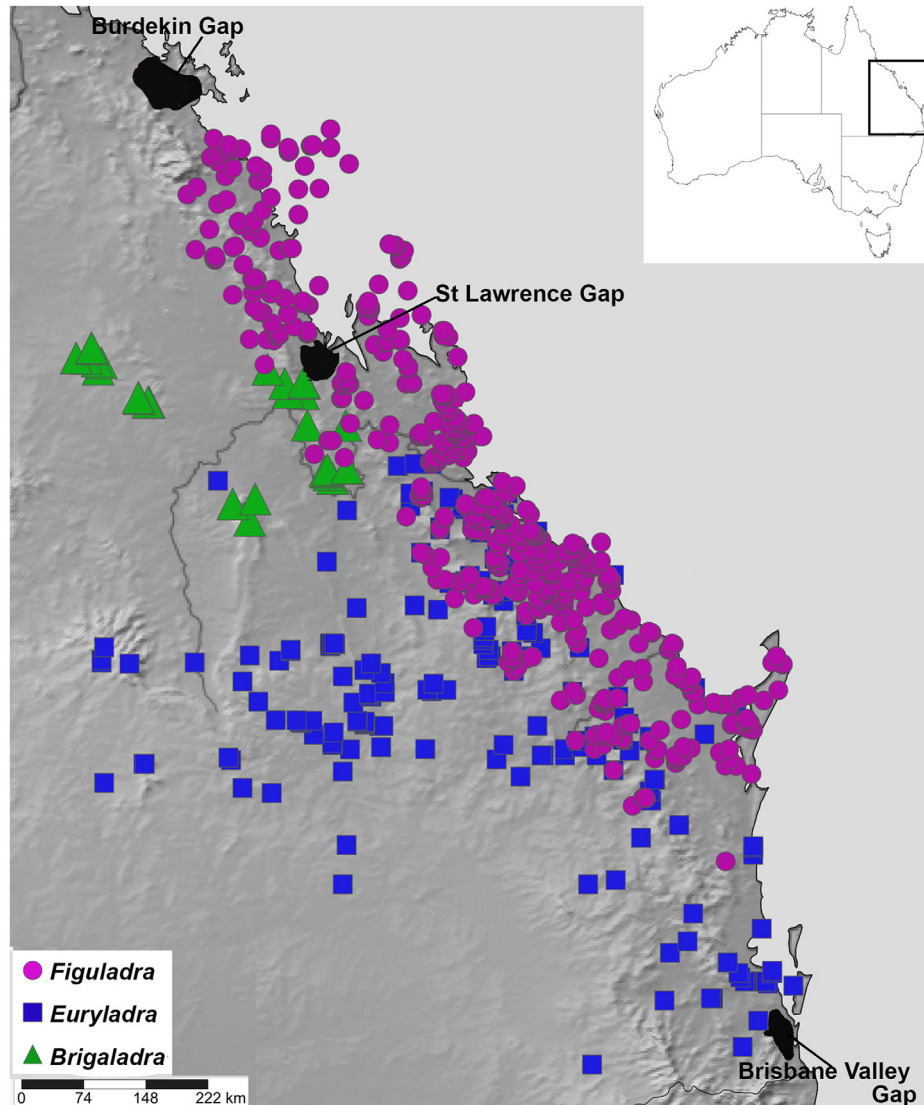 Burdekin Gap
St Lawrence Gap
Figuladra
Euryladra
Brigaladra
0 74 148 222 km
Brisbane Valley
Gap